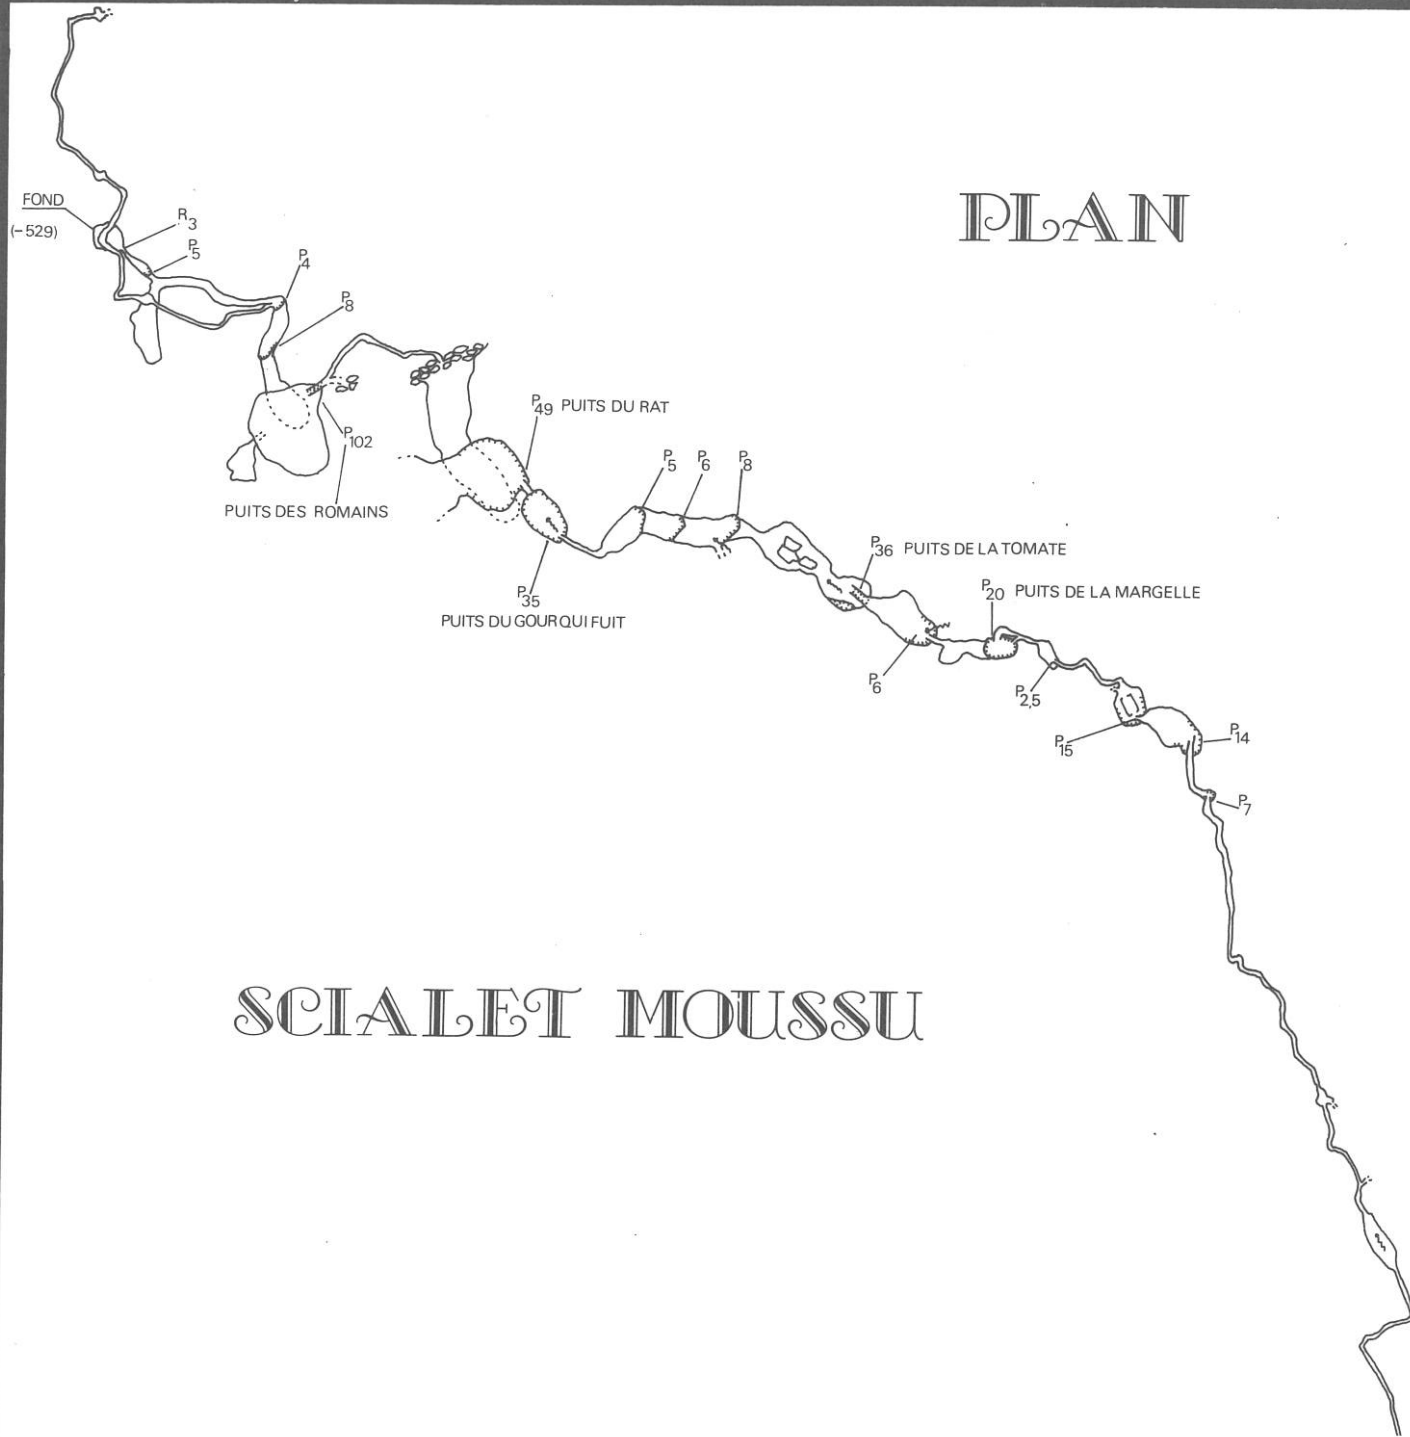 PLAN
FOND
(-529)
R3
P5
P4
P8
P49 PUITS DU RAT
P102
PUITS DES ROMAINS
P5
P6
P8
P36 PUITS DE LA TOMATE
P35
PUITS DU GOUR QUI FUIT
P20 PUITS DE LA MARGELLE
P6
P2,5
P15
P14
P7
SCIALET MOUSSU